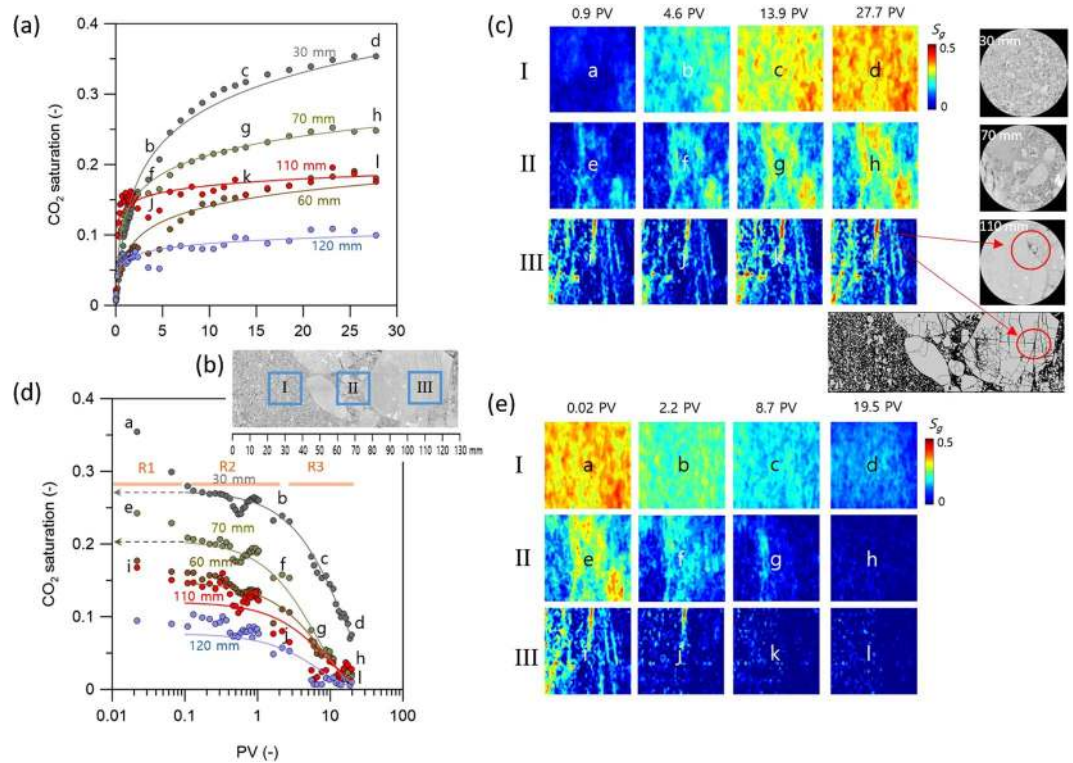 (a)
CO2 saturation (-)
0.4
0.3
0.2
0.1
0
0 5 10 15 20 25 30
30 mm
70 mm
110 mm
60 mm
120 mm
b
c
d
f
g
h
j
k
l
(b)
I II III
0 10 20 30 40 50 60 70 80 90 100 110 120 130 mm
(c)
0.9 PV 4.6 PV 13.9 PV 27.7 PV
I a b c d
II e f g h
III j k
Sg
0.5
0
30 mm
70 mm
110 mm
(d)
CO2 saturation (-)
0.4
0.3
0.2
0.1
0
0.01 0.1 1 10 100
PV (-)
R1 R2 R3
30 mm
70 mm
60 mm
110 mm
120 mm
a
b
c
d
e
f
g
h
i
j
l
(e)
0.02 PV 2.2 PV 8.7 PV 19.5 PV
I a b c d
II e f g h
III j k l
Sg
0.5
0